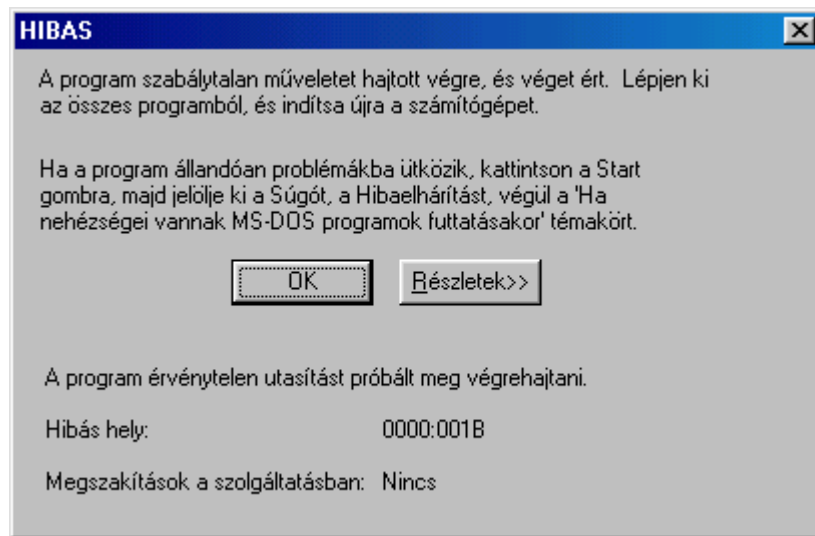 HIBAS
A program szabálytalan műveletet hajtott végre, és véget ért. Lépjen ki
az összes programból, és indítsa újra a számítógépet.
Ha a program állandóan problémákba ütközik, kattintson a Start
gombra, majd jelölje ki a Súgót, a Hibaelhárítást, végül a 'Ha
nehézségei vannak MS-DOS programok futtatásakor' témakört.
OK Részletek>>
A program érvénytelen utasítást próbált meg végrehajtani.
Hibás hely: 0000:001B
Megszakítások a szolgáltatásban: Nincs